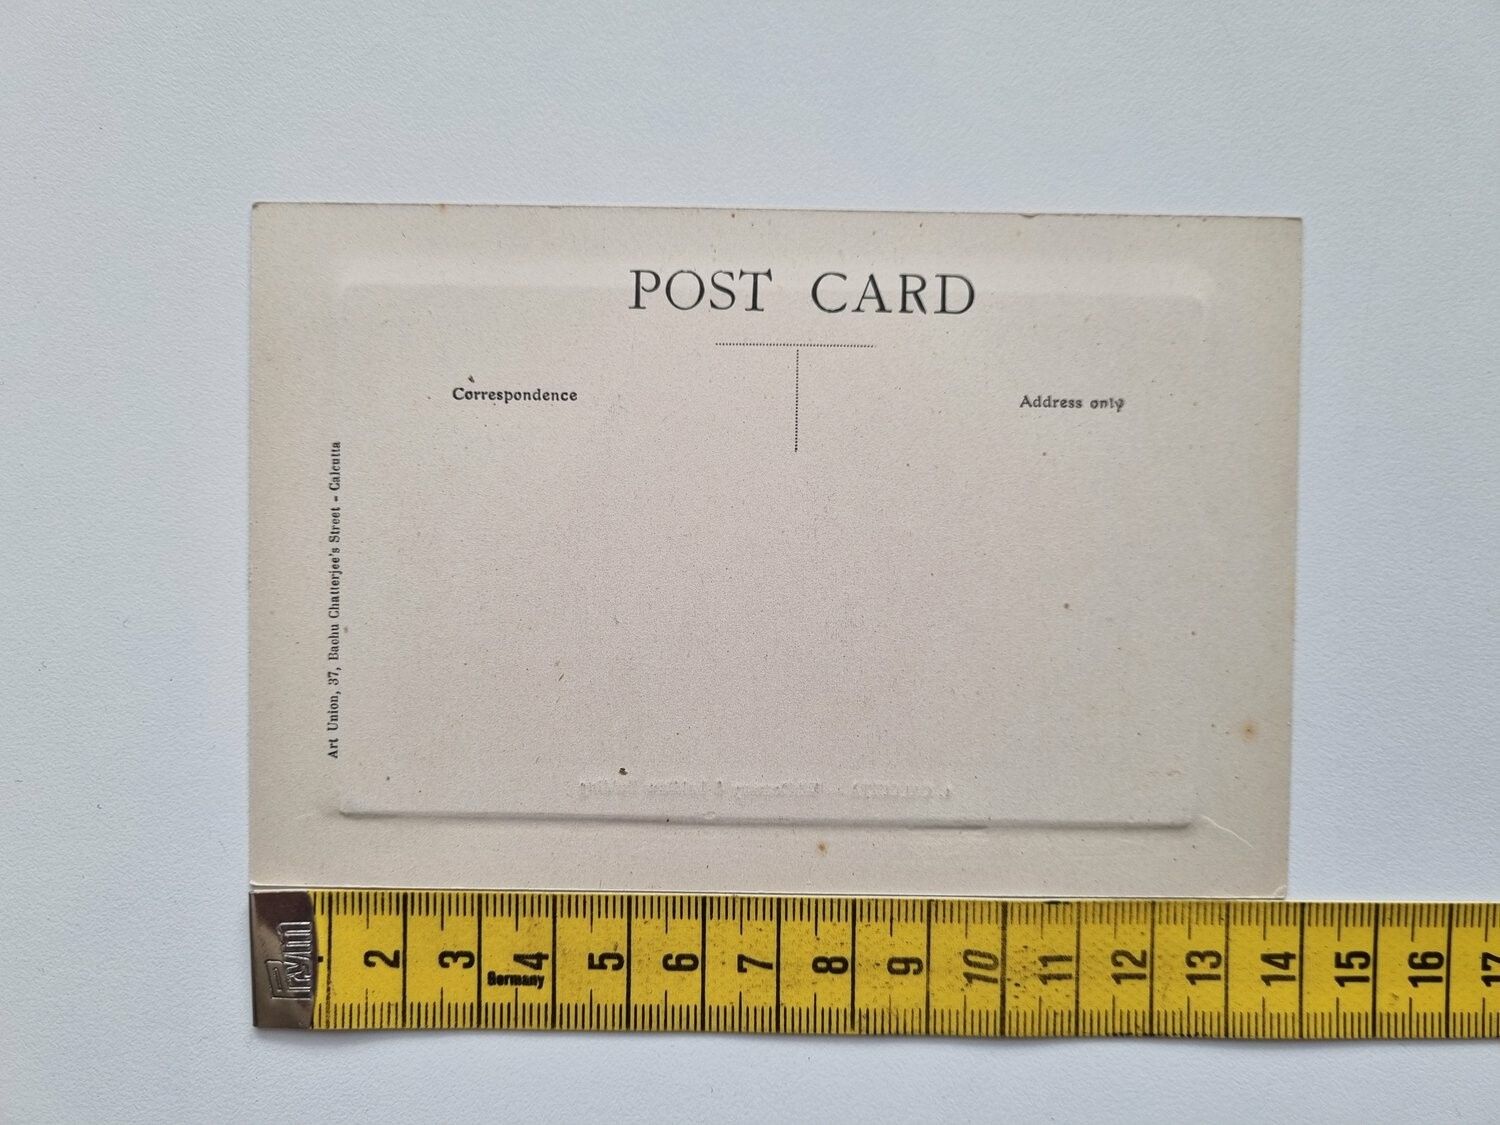 POST CARD
Correspondence
Address only
Art Union, 37, Bachu Chatterjee's Street - Calcutta
Prym
2 3 4 5 6 7 8 9 10 11 12 13 14 15 16 17
Germany